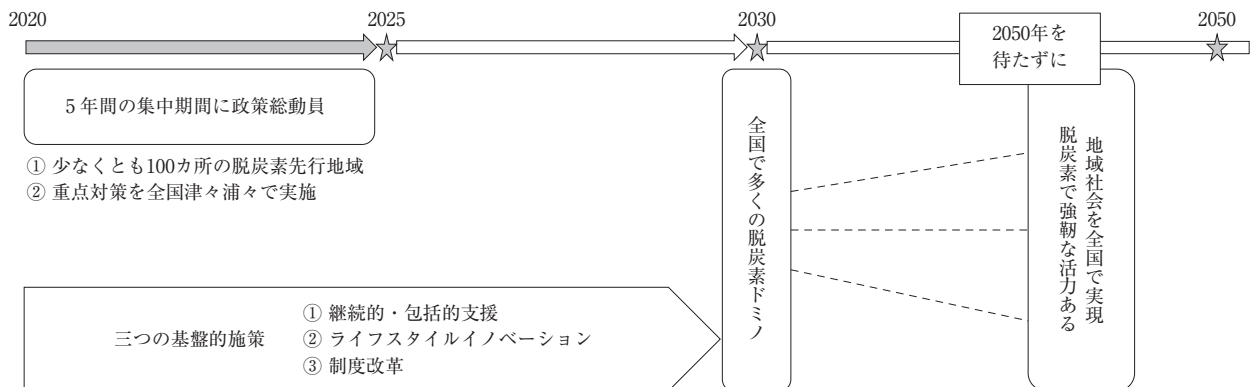 2020
2025
2030
2050
2050年を
待たずに
5年間の集中期間に政策総動員
① 少なくとも100カ所の脱炭素先行地域
② 重点対策を全国津々浦々で実施
三つの基盤的施策
① 継続的・包括的支援
② ライフスタイルイノベーション
③ 制度改革
全国で多くの脱炭素ドミノ
地域社会を全国で実現
脱炭素で強靭な活力ある